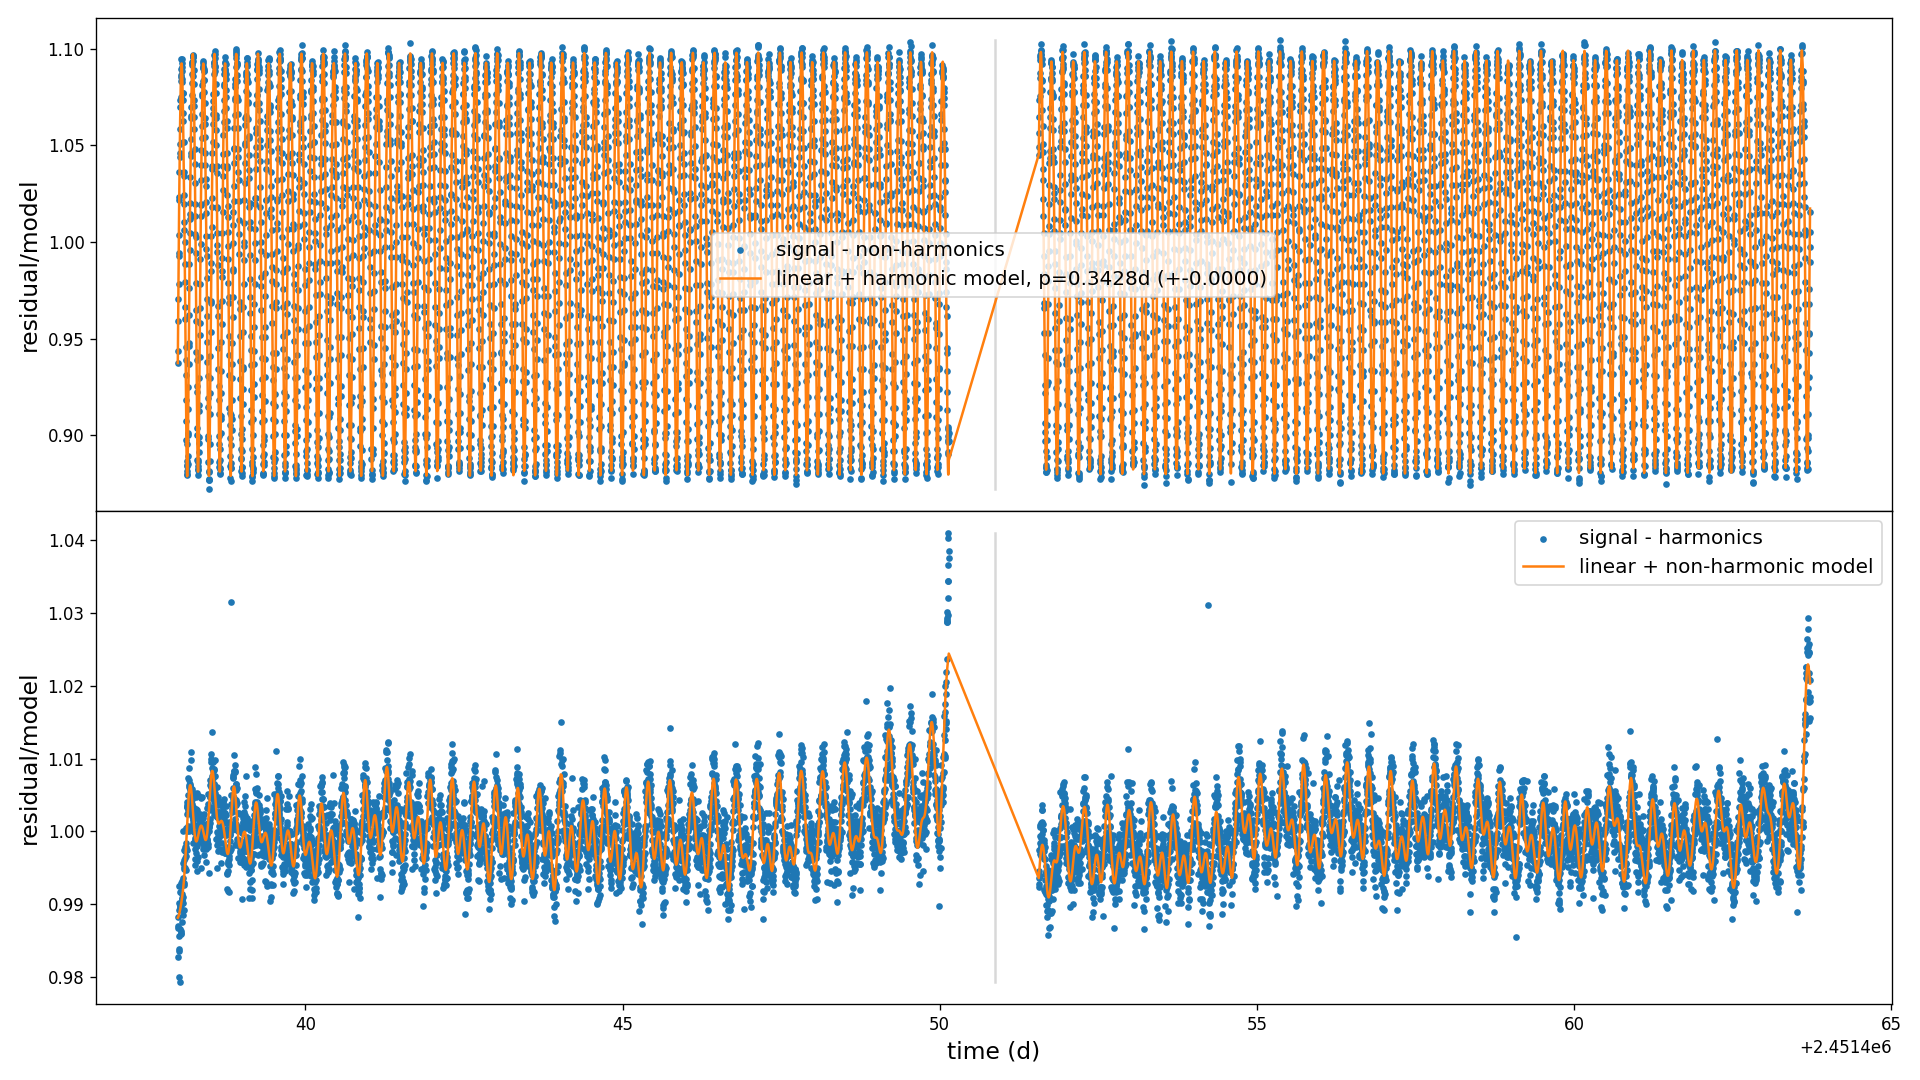 1.10
1.05
1.00
0.95
0.90
residual/model
signal - non-harmonics
linear + harmonic model, p=0.3428d (+-0.0000)
1.04
1.03
1.02
1.01
1.00
0.99
0.98
residual/model
signal - harmonics
linear + non-harmonic model
40
45
50
55
60
65
time (d)
+2.4514e6